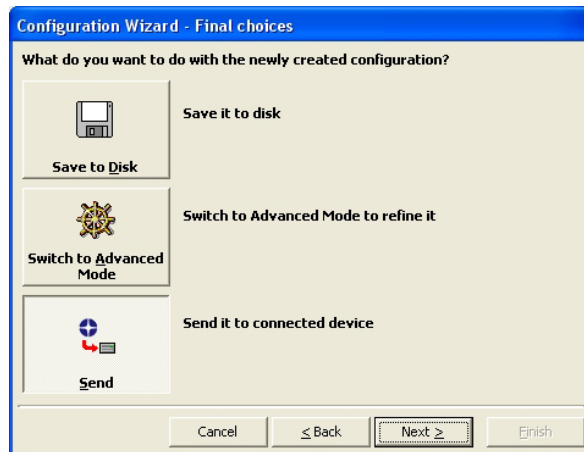 Configuration Wizard - Final choices
What do you want to do with the newly created configuration?
Save it to disk
Save to Disk
Switch to Advanced Mode to refine it
Switch to Advanced
Mode
Send it to connected device
Send
Cancel
< Back
Next >
Finish